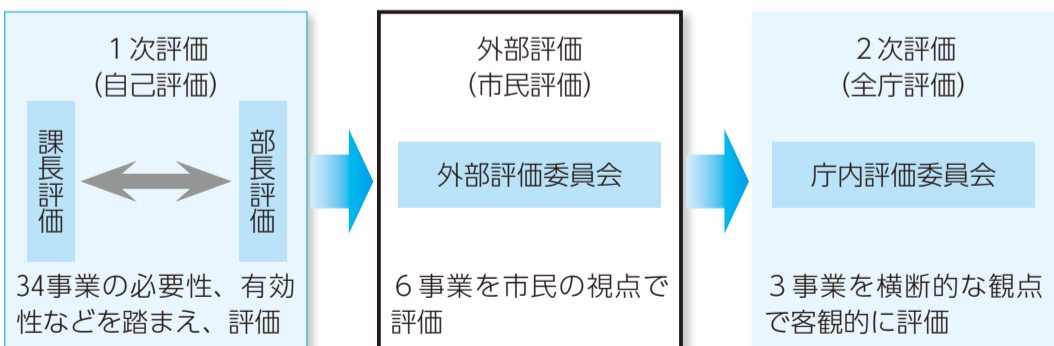 1次評価
(自己評価)
課長評価
部長評価
34事業の必要性、有効
性などを踏まえ、評価
外部評価
(市民評価)
外部評価委員会
6事業を市民の視点で
評価
2次評価
(全庁評価)
庁内評価委員会
3事業を横断的な観点
で客観的に評価